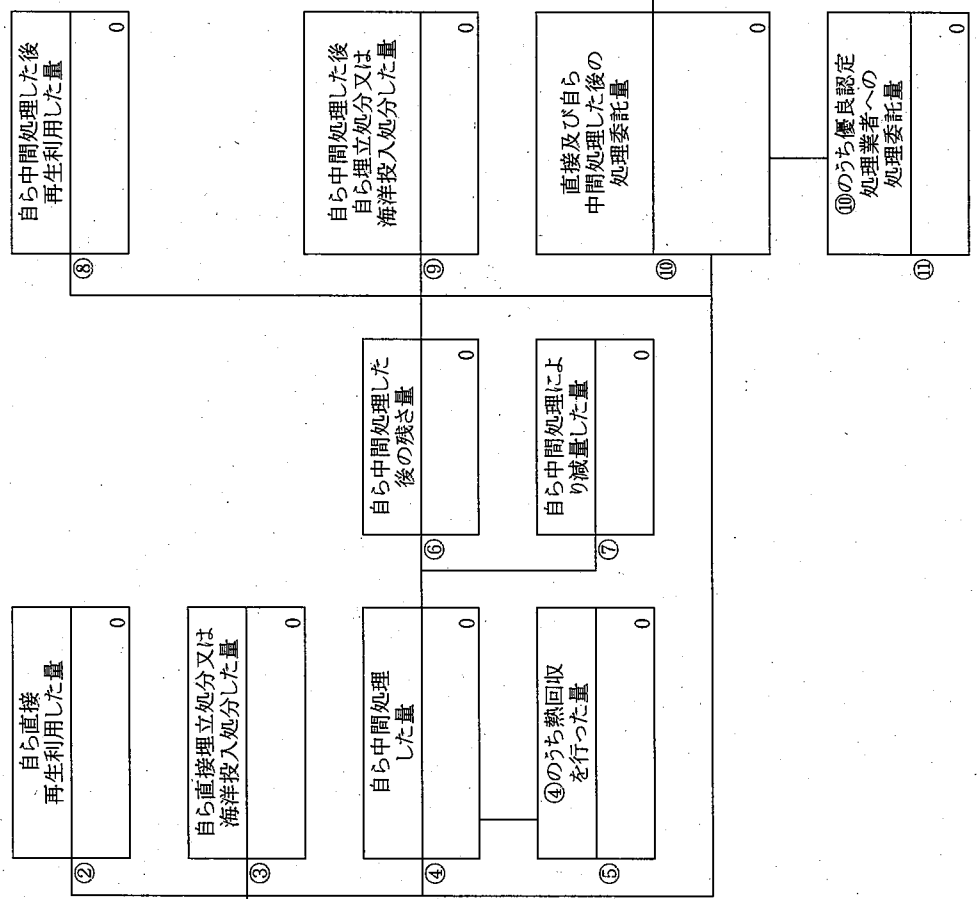 ②
自ら直接
再生利用した量
0
③
自ら直接埋立処分又は
海洋投入処分した量
0
④
自ら中間処理
した量
0
⑤
④のうち熱回収
を行った量
0
⑥
自ら中間処理した
後の残さ量
0
⑦
自ら中間処理によ
り減量した量
0
⑧
自ら中間処理した後
再生利用した量
0
⑨
自ら中間処理した後
自ら埋立処分又は
海洋投入処分した量
0
⑩
直接及び自ら
中間処理した後の
処理委託量
0
⑪
⑩のうち優良認定
処理業者への
処理委託量
0